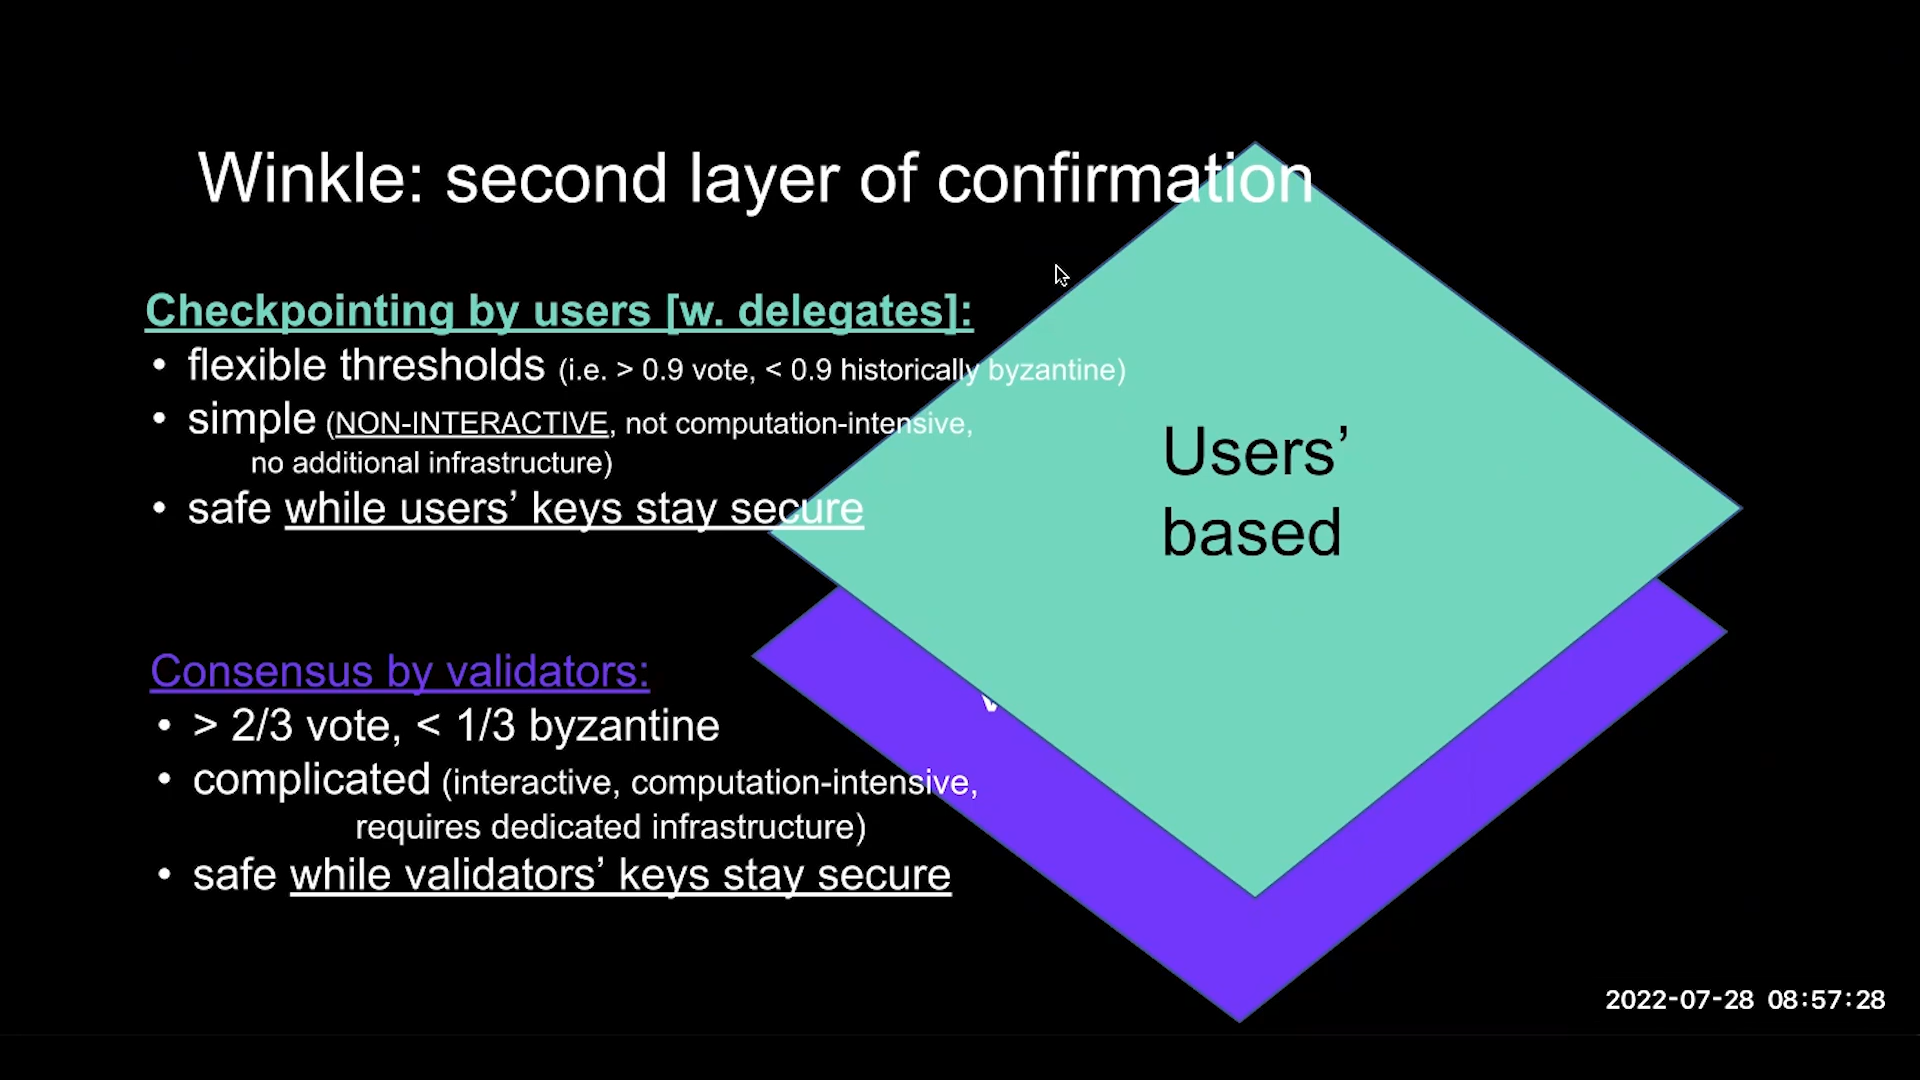 Winkle: second layer of confirmation
Checkpointing by users [w. delegates]:
• flexible thresholds (i.e. > 0.9 vote, < 0.9 historically byzantine)
• simple (NON-INTERACTIVE, not computation-intensive,
no additional infrastructure)
• safe while users’ keys stay secure
Users’
based
Consensus by validators:
• > 2/3 vote, < 1/3 byzantine
• complicated (interactive, computation-intensive,
requires dedicated infrastructure)
• safe while validators’ keys stay secure
2022-07-28 08:57:28